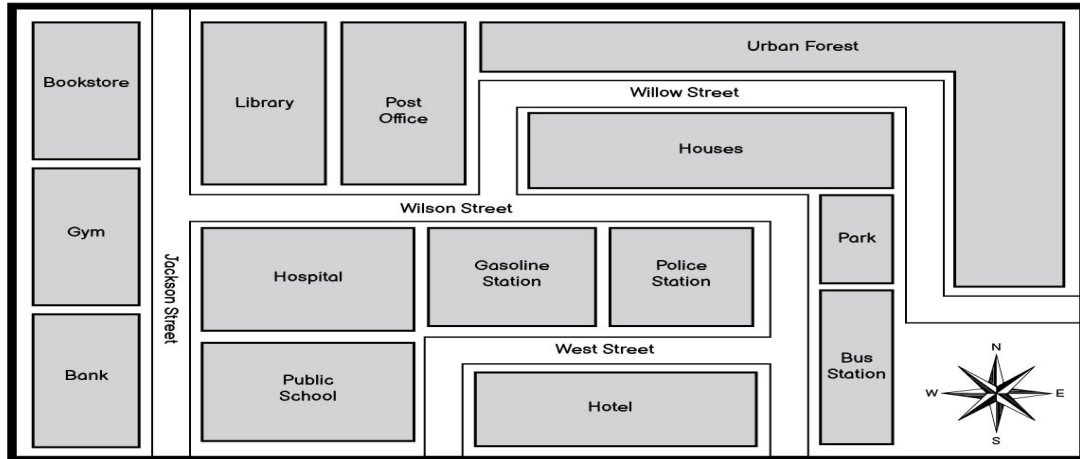 Bookstore
Library
Post
Office
Urban Forest
Willow Street
Houses
Wilson Street
Gym
Jackson Street
Hospital
Gasoline
Station
Police
Station
Park
West Street
Bank
Public
School
Hotel
Bus
Station
N
W
E
S